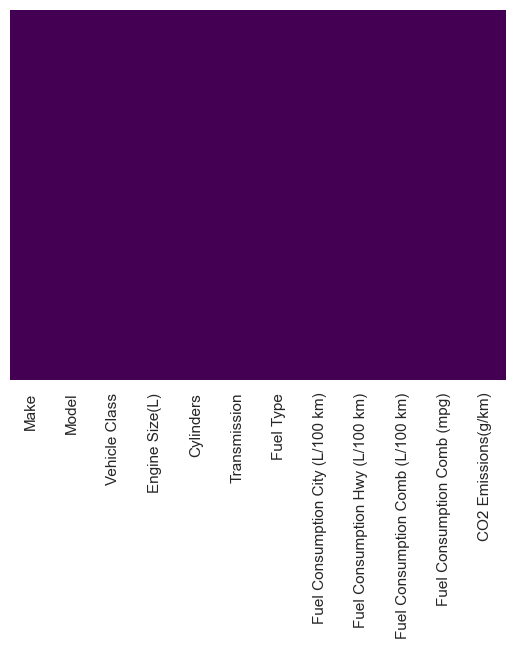 Make
Model
Vehicle Class
Engine Size(L)
Cylinders
Transmission
Fuel Type
Fuel Consumption City (L/100 km)
Fuel Consumption Hwy (L/100 km)
Fuel Consumption Comb (L/100 km)
Fuel Consumption Comb (mpg)
CO2 Emissions(g/km)